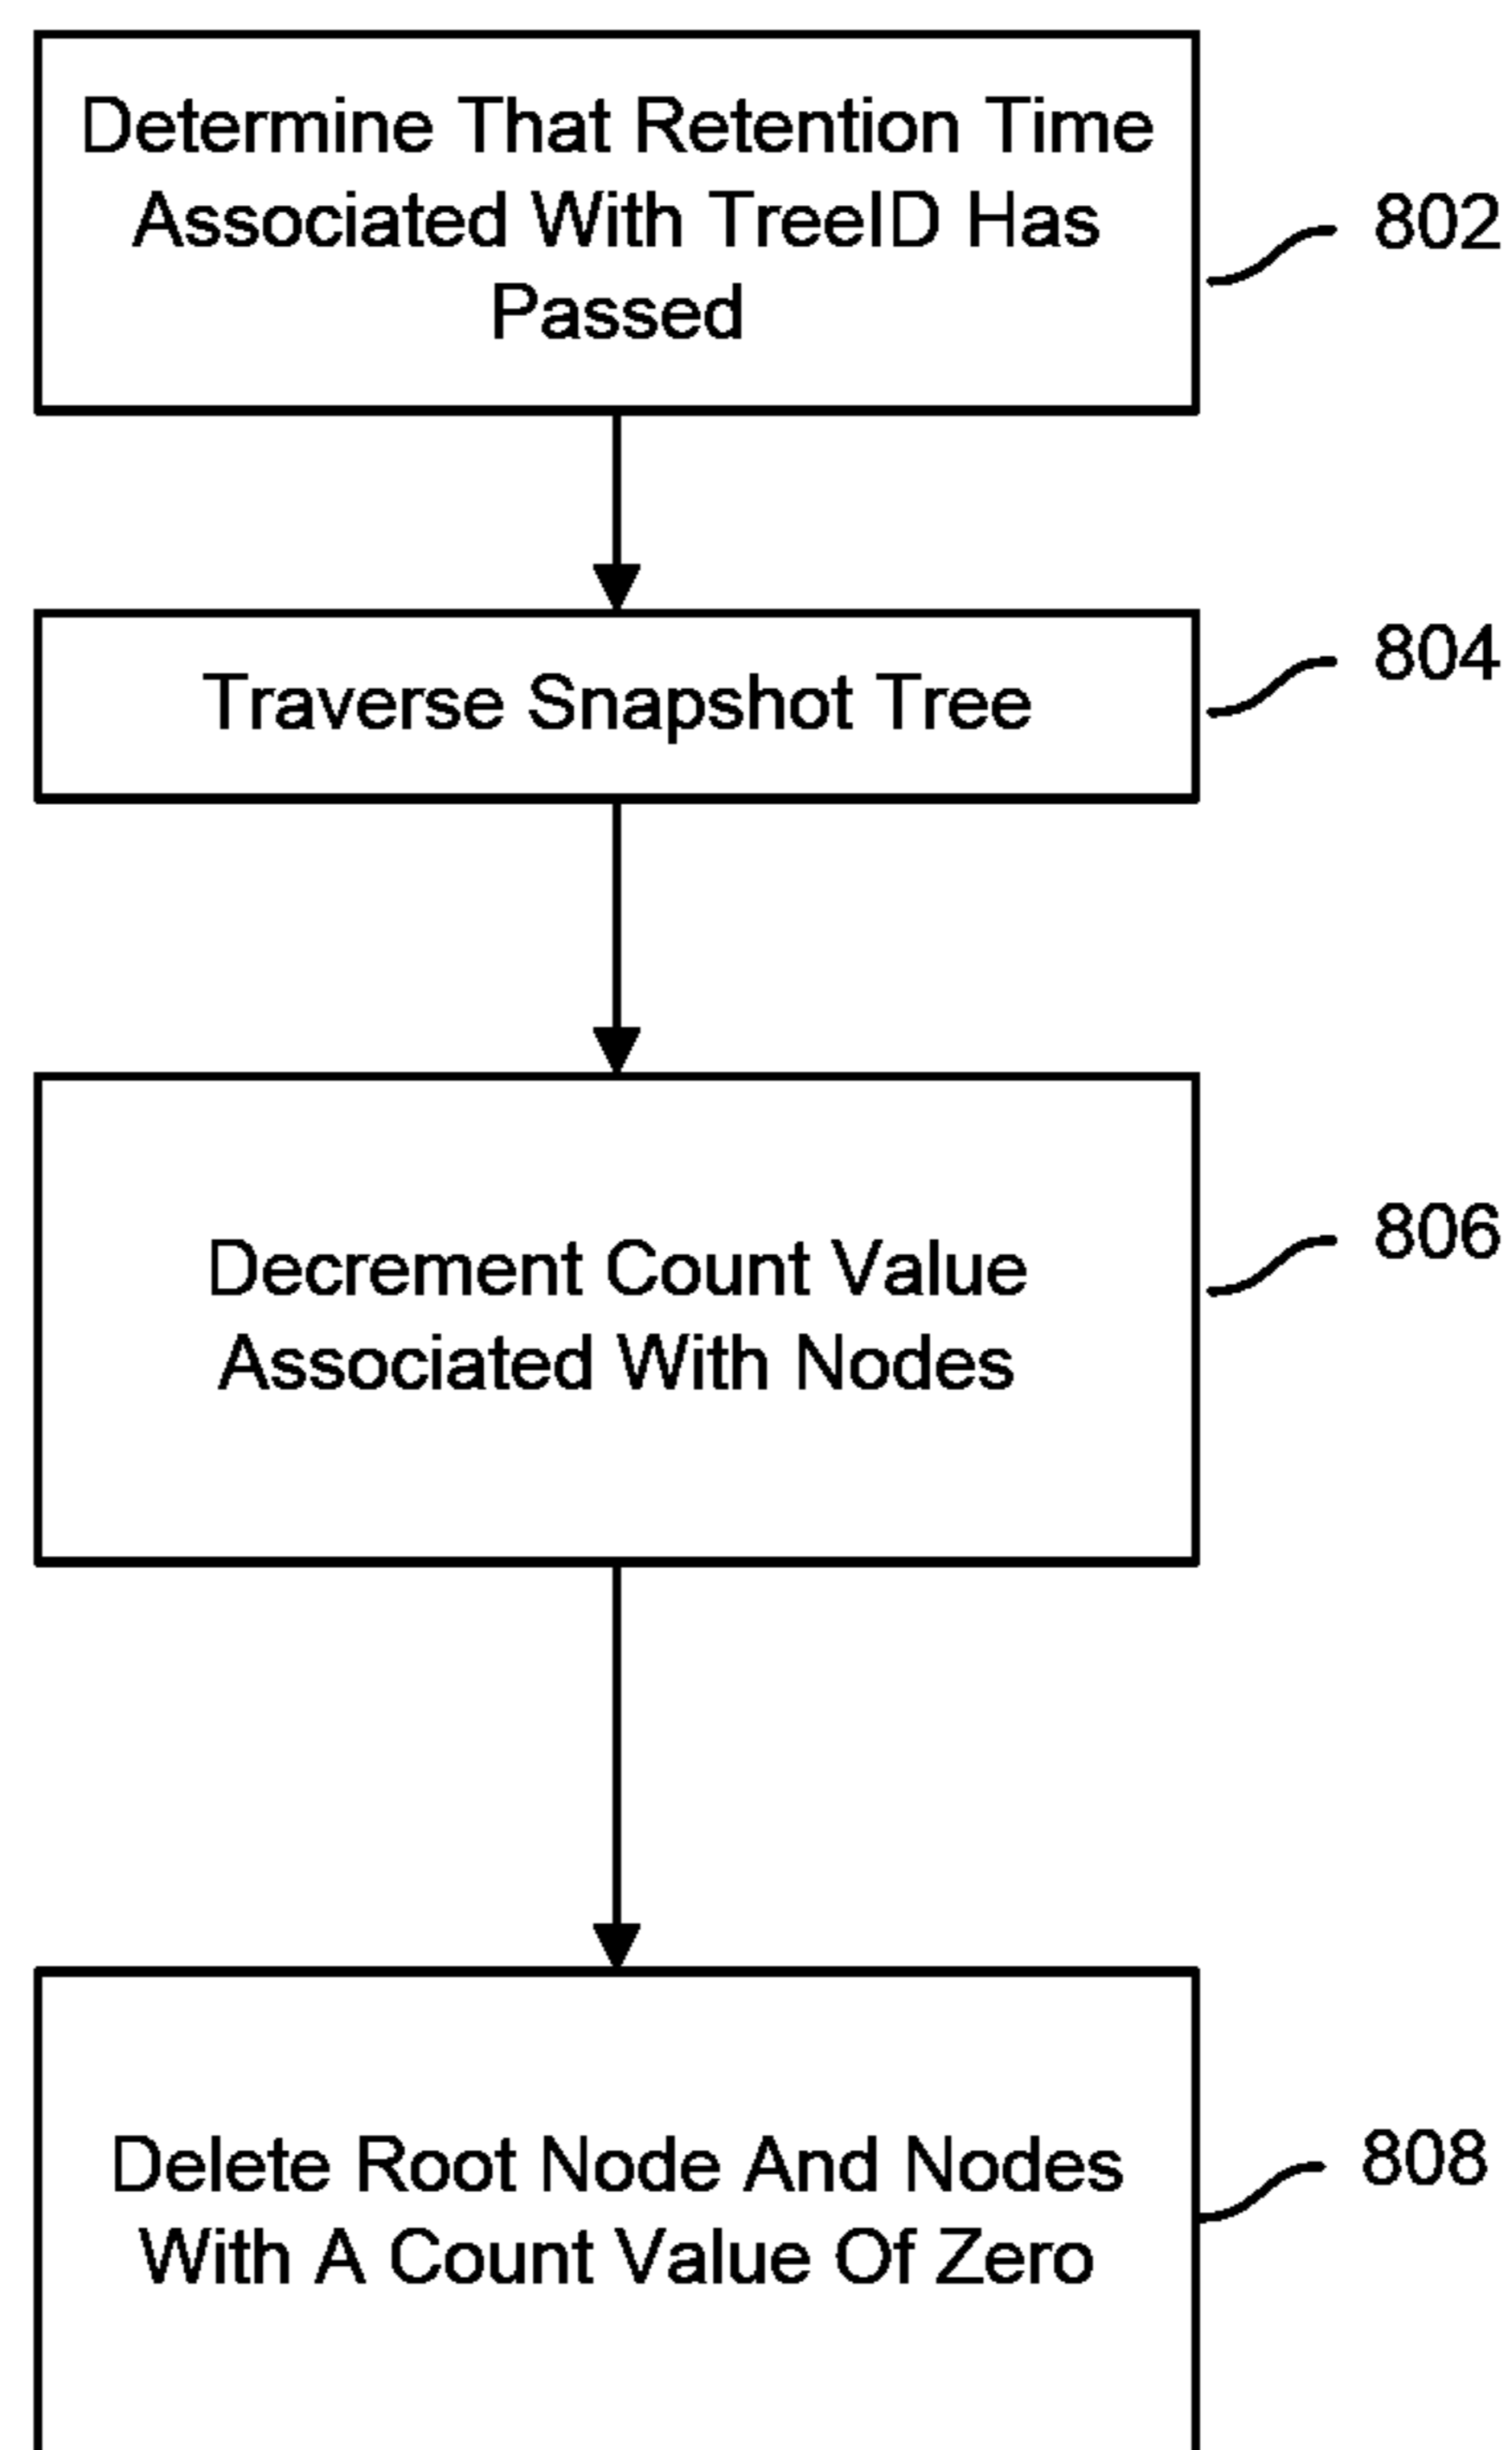 Determine That Retention Time
Associated With TreeID Has
Passed
802
Traverse Snapshot Tree
804
Decrement Count Value
Associated With Nodes
806
Delete Root Node And Nodes
With A Count Value Of Zero
808